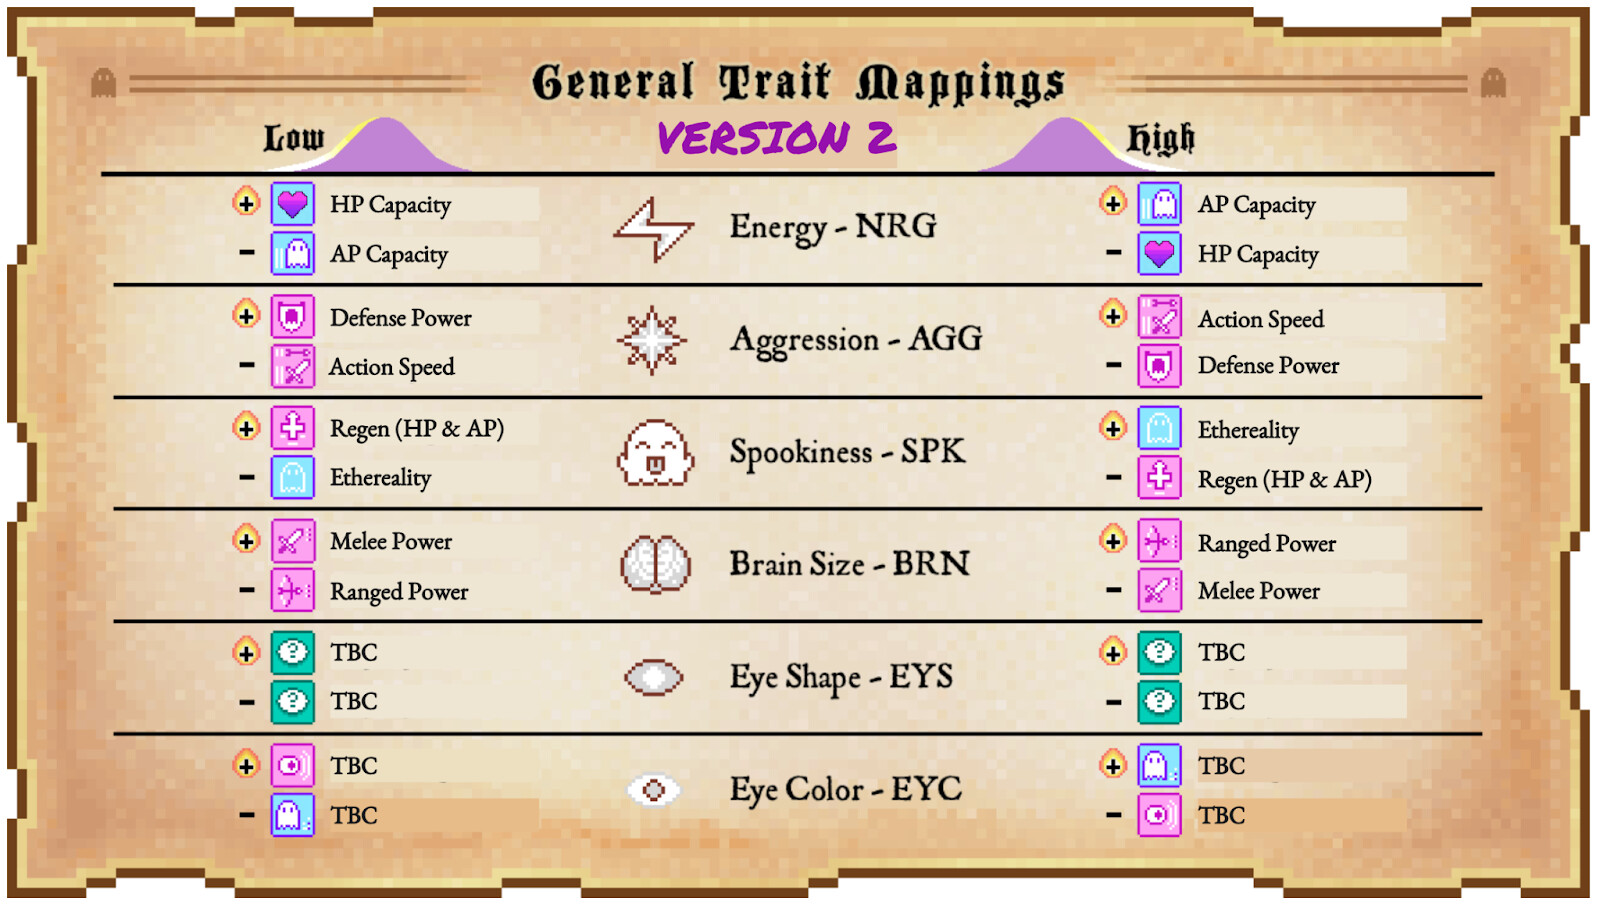 General Trait Mappings
Low
VERSION 2
High
+ HP Capacity
Energy - NRG
+ AP Capacity
- AP Capacity
- HP Capacity
+ Defense Power
Aggression - AGG
+ Action Speed
- Action Speed
- Defense Power
+ Regen (HP & AP)
Spookiness - SPK
+ Ethereality
- Ethereality
- Regen (HP & AP)
+ Melee Power
Brain Size - BRN
+ Ranged Power
- Ranged Power
- Melee Power
+ ? TBC
Eye Shape - EYS
+ ? TBC
- ? TBC
- ? TBC
+ TBC
Eye Color - EYC
+ TBC
- TBC
- TBC